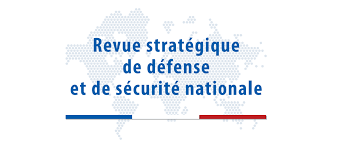 Revue stratégique
de défense
et de sécurité nationale